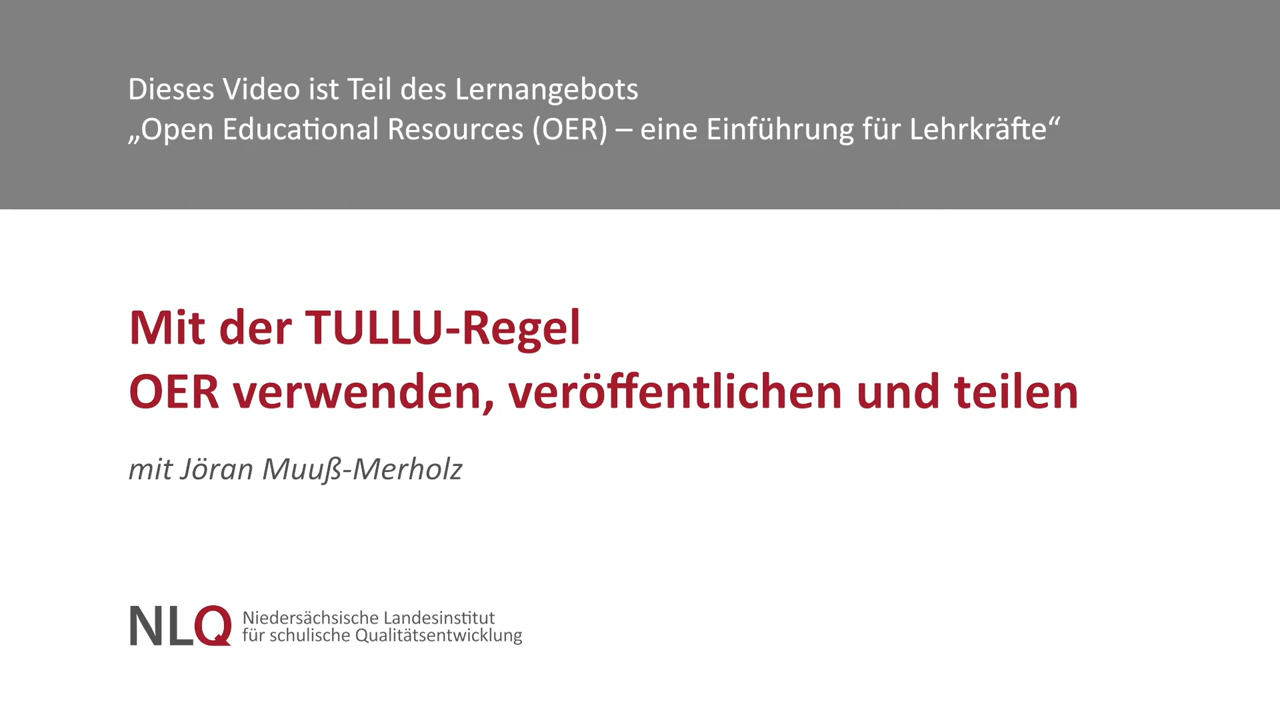 Dieses Video ist Teil des Lernangebots
„Open Educational Resources (OER) – eine Einführung für Lehrkräfte“
Mit der TULLU-Regel
OER verwenden, veröffentlichen und teilen
mit Jöran Muuß-Merholz
NLQ
Niedersächsische Landesinstitut
für schulische Qualitätsentwicklung